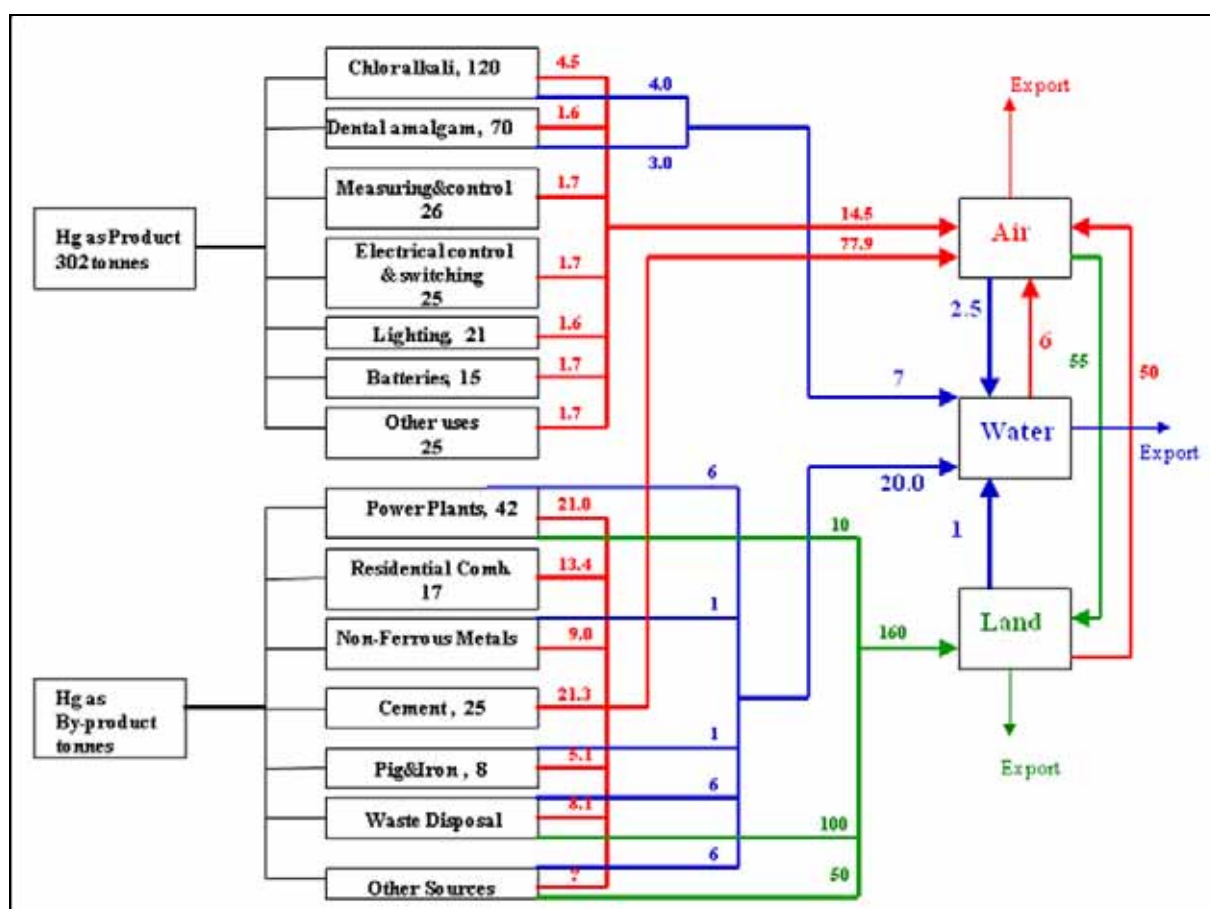 Hg as Product
302 tonnes
Chloralkali, 120
Dental amalgam, 70
Measuring&control
26
Electrical control
& switching
25
Lighting, 21
Batteries, 15
Other uses
25
4.5
4.0
1.6
3.0
1.7
1.7
1.6
1.7
1.7
14.5
77.9
7
Hg as
By-product
tonnes
Power Plants, 42
Residential Comb.
17
Non-Ferrous Metals
Cement, 25
Pig&Iron, 8
Waste Disposal
Other Sources
6
21.0
10
13.4
1
9.0
21.3
1
5.1
6
8.1
100
6
?
50
20.0
160
Export
Air
2.5
6
55
50
Water
Export
1
Land
Export